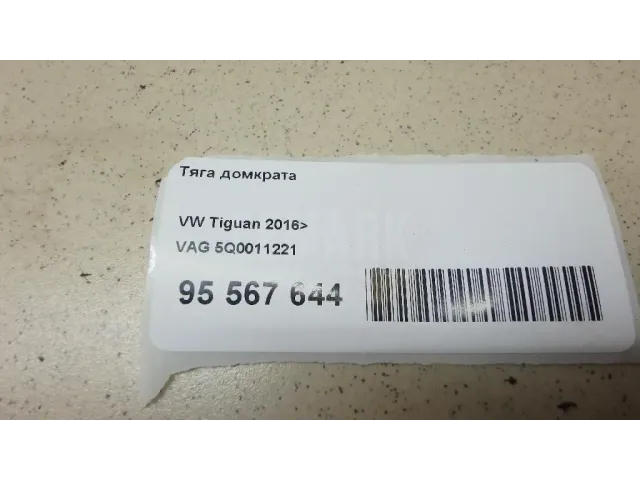 Тяга домкрата
VW Tiguan 2016>
VAG 5Q0011221
95 567 644